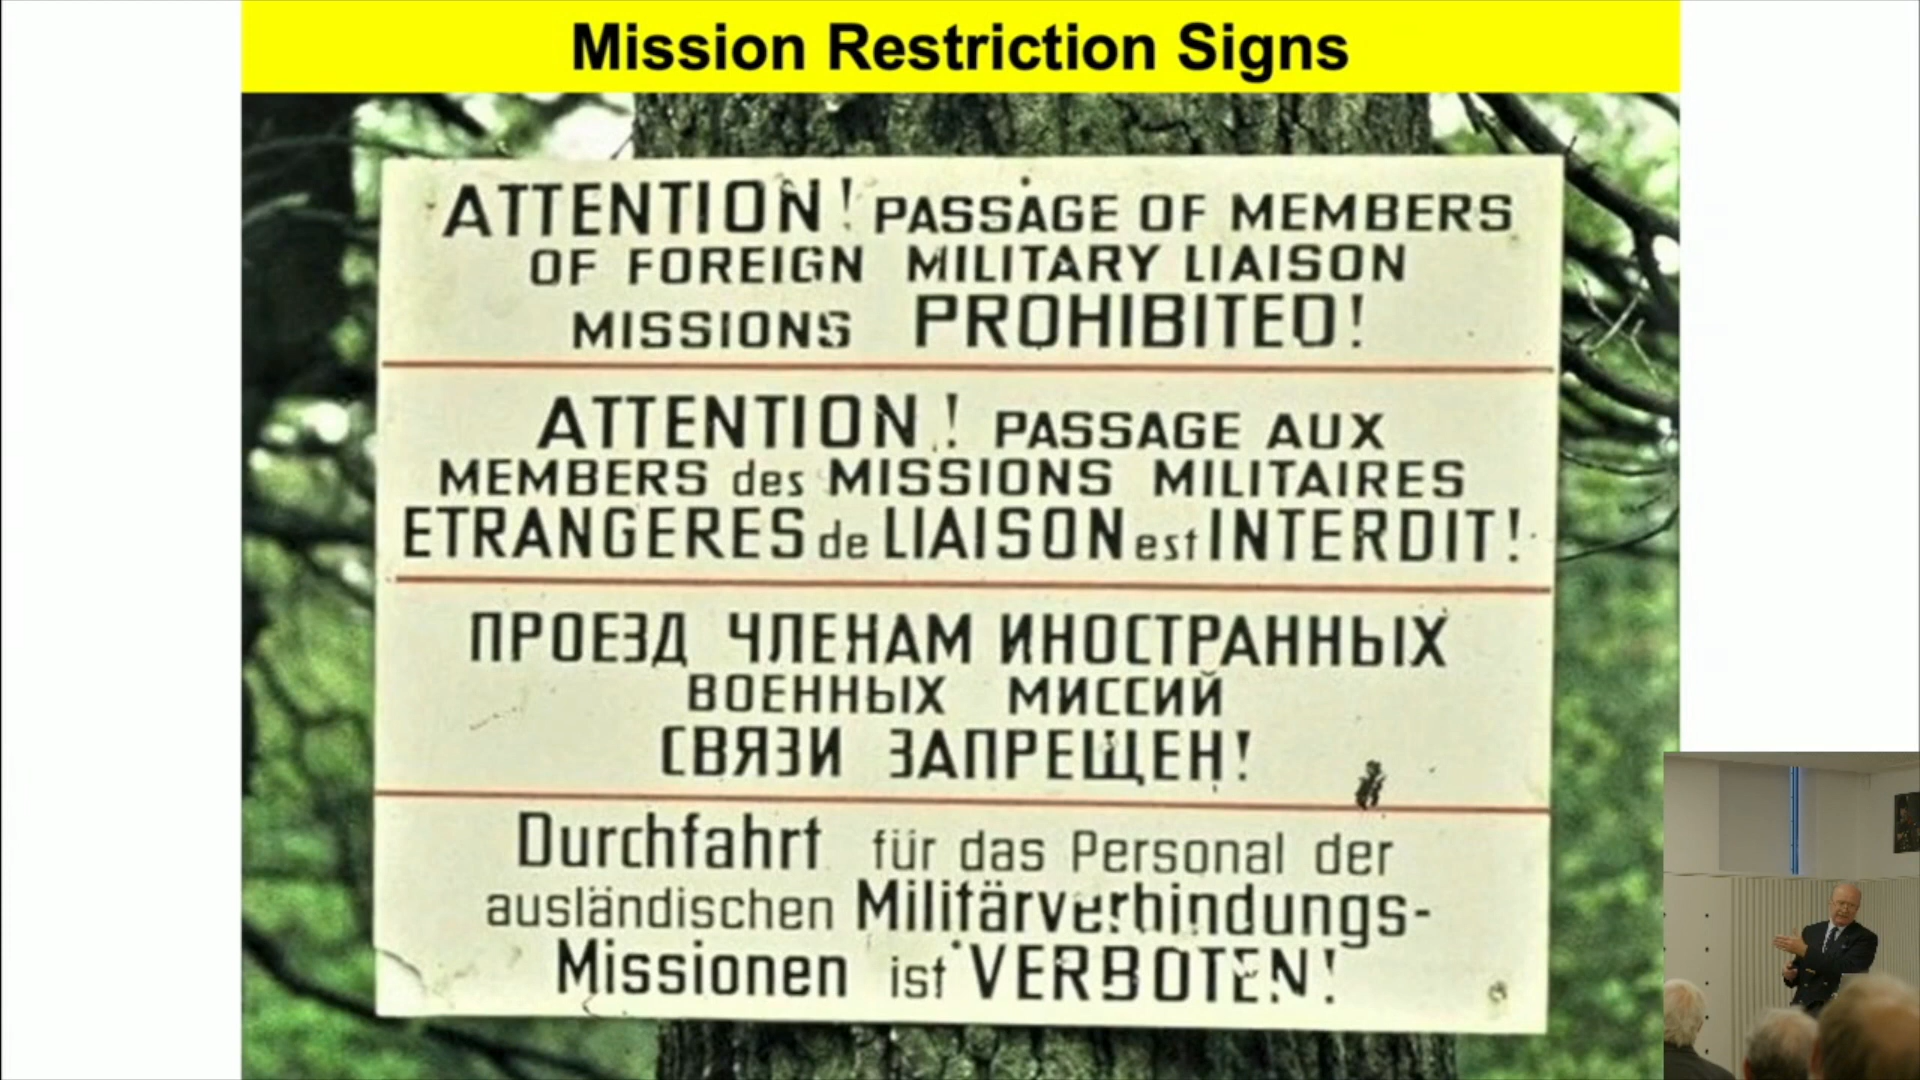 Mission Restriction Signs
ATTENTION! PASSAGE OF MEMBERS
OF FOREIGN MILITARY LIAISON
MISSIONS PROHIBITED!
ATTENTION! PASSAGE AUX
MEMBERS des MISSIONS MILITAIRES
ETRANGERES de LIAISON est INTERDIT!
ПРОЕЗД ЧЛЕНАМ ИНОСТРАННЫХ
ВОЕННЫХ МИССИЙ
СВЯЗИ ЗАПРЕЩЕН!
Durchfahrt für das Personal der
ausländischen Militärverbindungs-
Missionen ist VERBOTEN!